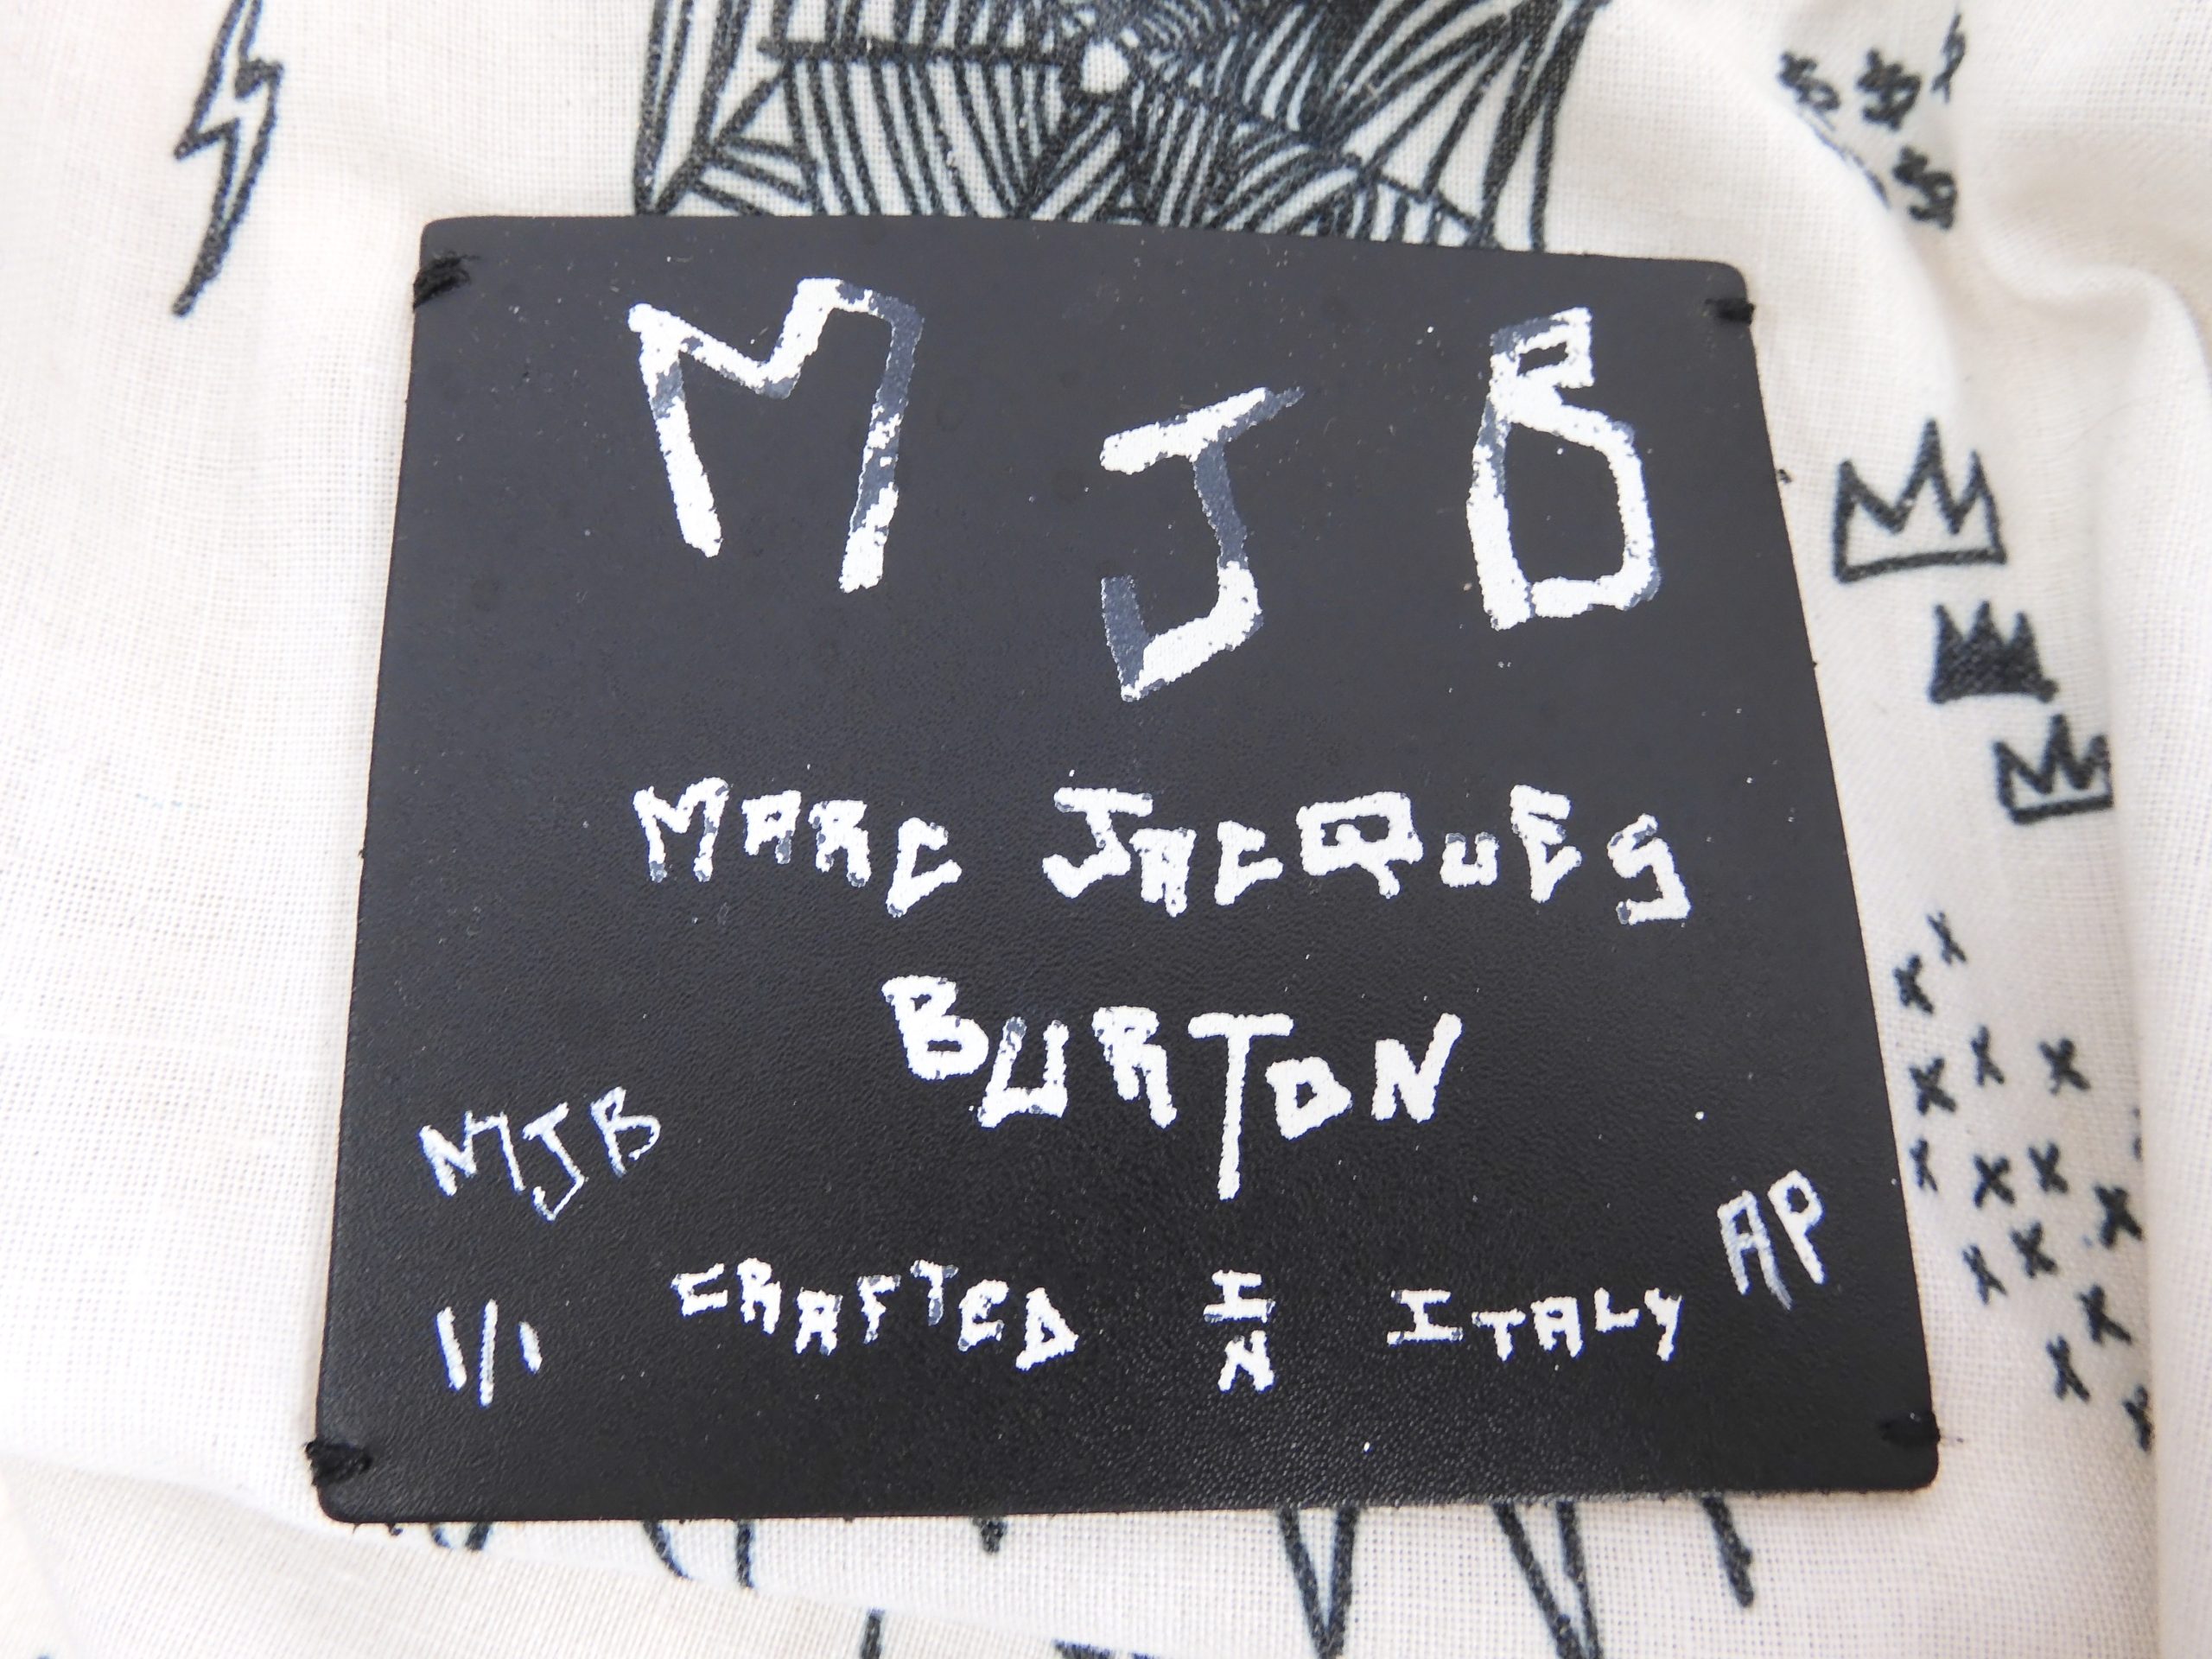 MJB
MARC JACQUES
BURTON
MJB
AP
1/1
CRAFTED IN ITALY